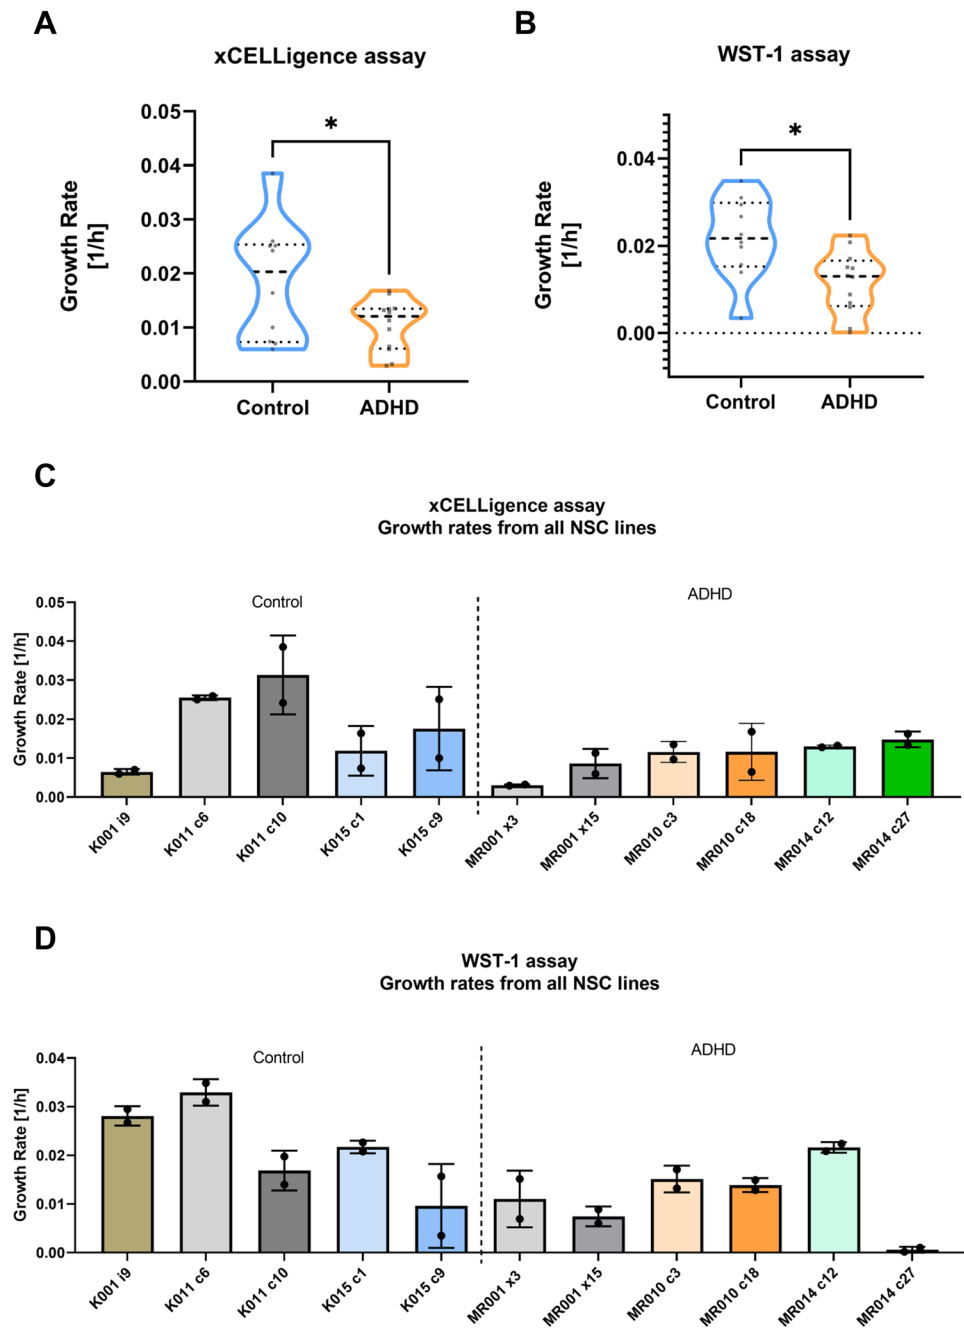 A
xCELLigence assay
Growth Rate
[1/h]
0.05
0.04
0.03
0.02
0.01
0.00
*
Control
ADHD
B
WST-1 assay
Growth Rate
[1/h]
0.04
0.02
0.00
*
Control
ADHD
C
xCELLigence assay
Growth rates from all NSC lines
Control
ADHD
Growth Rate [1/h]
0.05
0.04
0.03
0.02
0.01
0.00
K001 i9
K011 c6
K011 c10
K015 c1
K015 c9
MR001 x3
MR001 x15
MR010 c3
MR010 c18
MR014 c12
MR014 c27
D
WST-1 assay
Growth rates from all NSC lines
Control
ADHD
Growth Rate [1/h]
0.04
0.03
0.02
0.01
0.00
K001 i9
K011 c6
K011 c10
K015 c1
K015 c9
MR001 x3
MR001 x15
MR010 c3
MR010 c18
MR014 c12
MR014 c27